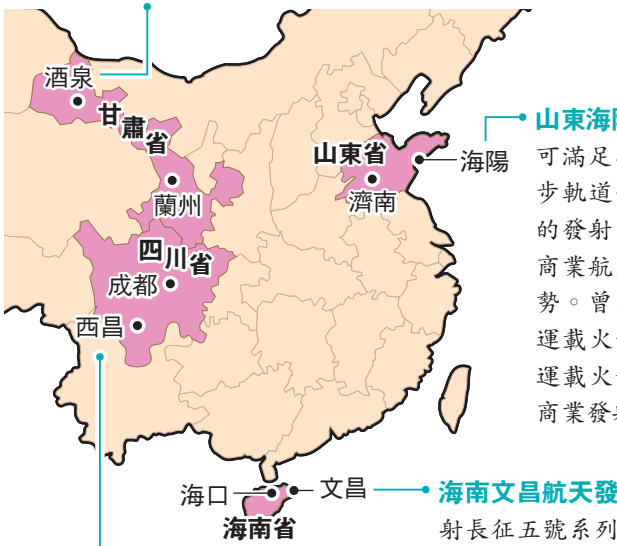 酒泉
甘肅省
蘭州
四川省
成都
西昌
山東省
濟南
海陽
山東海陽
可滿足
步軌道
的發射
商業航
勢。曾
運載火
運載火
商業發
海口
文昌
海南省
海南文昌航天發
射長征五號系列